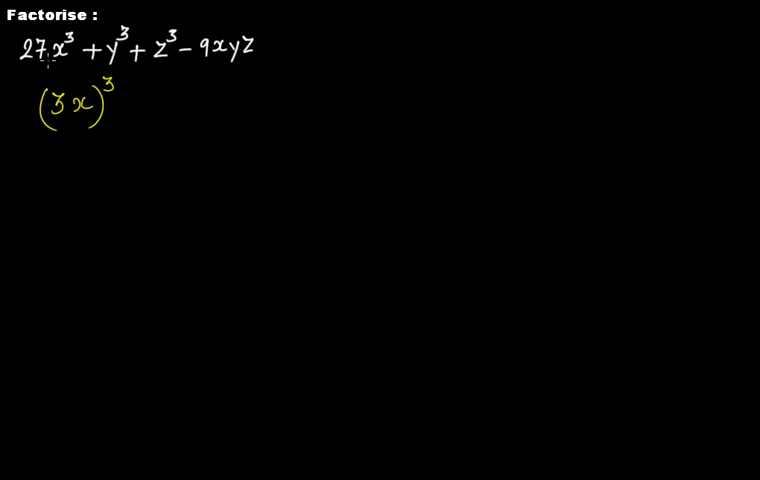 Factorise :
27x³ + y³ + z³ - 9xyz
(3x)³